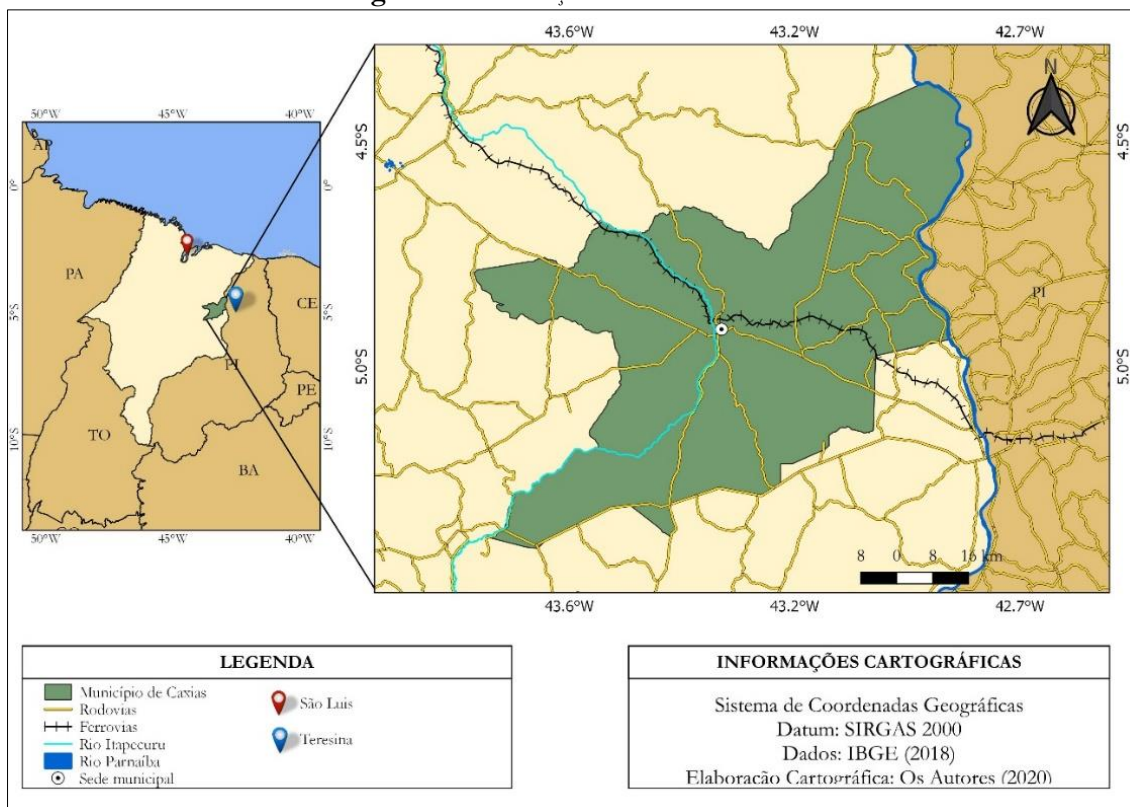 43.6°W 43.2°W 42.7°W
N
4.5°S 4.5°S
5.0°S 5.0°S
PI
8 0 8 16 km
43.6°W 43.2°W 42.7°W
50°W 45°W 40°W
AP
0° 0°
PA
CE
5°S 5°S
PI
PE
TO
10°S 10°S
BA
50°W 45°W 40°W
LEGENDA
Município de Caxias
Rodovias
Ferrovias
Rio Itapecuru
Rio Parnaíba
Sede municipal
São Luis
Teresina
INFORMAÇÕES CARTOGRÁFICAS
Sistema de Coordenadas Geográficas
Datum: SIRGAS 2000
Dados: IBGE (2018)
Elaboração Cartográfica: Os Autores (2020)